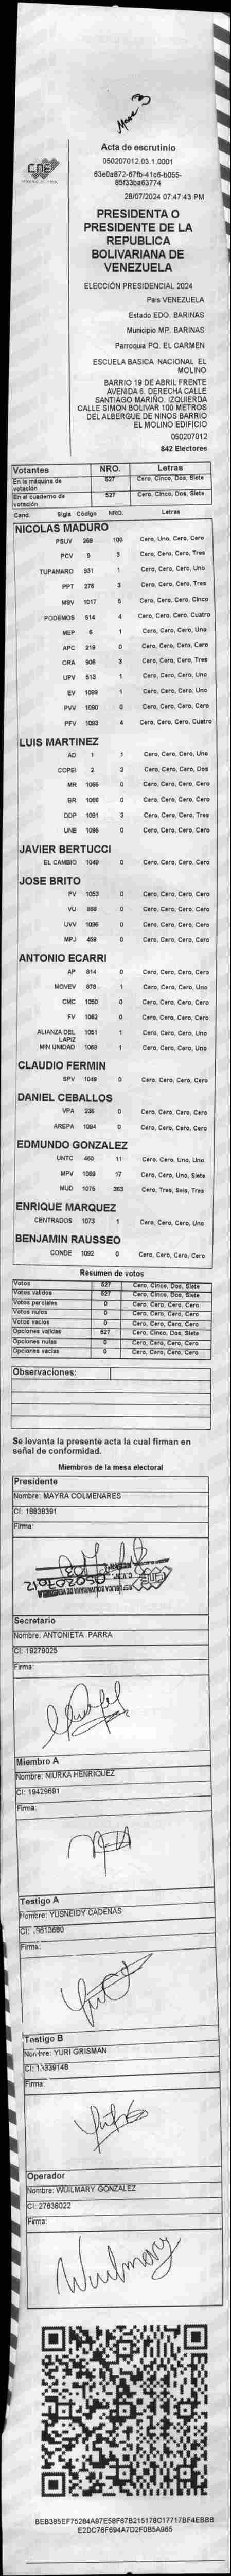 Mesa 3
CNE
Acta de escrutinio
050207012.03.1.0001
63e0a872-67fb-41c6-b055-
95f33ba63774
28/07/2024 07:47:43 PM
PRESIDENTA O
PRESIDENTE DE LA
REPUBLICA
BOLIVARIANA DE
VENEZUELA
ELECCIÓN PRESIDENCIAL 2024
País VENEZUELA
Estado EDO. BARINAS
Municipio MP. BARINAS
Parroquia PQ. EL CARMEN
ESCUELA BASICA NACIONAL EL
MOLINO
BARRIO 19 DE ABRIL FRENTE
AVENIDA 6. DERECHA CALLE
SANTIAGO MARIÑO. IZQUIERDA
CALLE SIMON BOLIVAR 100 METROS
DEL ALBERGUE DE NINOS BARRIO
EL MOLINO EDIFICIO
050207012
842 Electores
Votantes NRO. Letras
En la máquina de votación 527 Cero, Cinco, Dos, Siete
En el cuaderno de votación 527 Cero, Cinco, Dos, Siete
Cand. Sigla Código NRO. Letras
NICOLAS MADURO
PSUV 269 100 Cero, Uno, Cero, Cero
PCV 9 3 Cero, Cero, Cero, Tres
TUPAMARO 931 1 Cero, Cero, Cero, Uno
PPT 276 3 Cero, Cero, Cero, Tres
MSV 1017 5 Cero, Cero, Cero, Cinco
PODEMOS 514 4 Cero, Cero, Cero, Cuatro
MEP 6 1 Cero, Cero, Cero, Uno
APC 219 0 Cero, Cero, Cero, Cero
ORA 906 3 Cero, Cero, Cero, Tres
UPV 513 1 Cero, Cero, Cero, Uno
EV 1089 1 Cero, Cero, Cero, Uno
PVV 1090 0 Cero, Cero, Cero, Cero
PFV 1093 4 Cero, Cero, Cero, Cuatro
LUIS MARTINEZ
AD 1 1 Cero, Cero, Cero, Uno
COPEI 2 2 Cero, Cero, Cero, Dos
MR 1065 0 Cero, Cero, Cero, Cero
BR 1066 0 Cero, Cero, Cero, Cero
DDP 1091 3 Cero, Cero, Cero, Tres
UNE 1095 0 Cero, Cero, Cero, Cero
JAVIER BERTUCCI
EL CAMBIO 1048 0 Cero, Cero, Cero, Cero
JOSE BRITO
PV 1053 0 Cero, Cero, Cero, Cero
VU 868 0 Cero, Cero, Cero, Cero
UVV 1096 0 Cero, Cero, Cero, Cero
MPJ 459 0 Cero, Cero, Cero, Cero
ANTONIO ECARRI
AP 914 0 Cero, Cero, Cero, Cero
MOVEV 970 1 Cero, Cero, Cero, Uno
CMC 1050 0 Cero, Cero, Cero, Cero
FV 1062 0 Cero, Cero, Cero, Cero
ALIANZA DEL LAPIZ 1051 1 Cero, Cero, Cero, Uno
MIN UNIDAD 1068 1 Cero, Cero, Cero, Uno
CLAUDIO FERMIN
SPV 1049 0 Cero, Cero, Cero, Cero
DANIEL CEBALLOS
VPA 236 0 Cero, Cero, Cero, Cero
AREPA 1094 0 Cero, Cero, Cero, Cero
EDMUNDO GONZALEZ
UNTC 460 11 Cero, Cero, Uno, Uno
MPV 1059 17 Cero, Cero, Uno, Siete
MUD 1075 363 Cero, Tres, Seis, Tres
ENRIQUE MARQUEZ
CENTRADOS 1073 1 Cero, Cero, Cero, Uno
BENJAMIN RAUSSEO
CONDE 1092 0 Cero, Cero, Cero, Cero
Resumen de votos
Votos 527 Cero, Cinco, Dos, Siete
Votos válidos 527 Cero, Cinco, Dos, Siete
Votos parciales 0 Cero, Cero, Cero, Cero
Votos nulos 0 Cero, Cero, Cero, Cero
Votos vacíos 0 Cero, Cero, Cero, Cero
Opciones válidas 527 Cero, Cinco, Dos, Siete
Opciones nulas 0 Cero, Cero, Cero, Cero
Opciones vacías 0 Cero, Cero, Cero, Cero
Observaciones:
Se levanta la presente acta la cual firman en
señal de conformidad.
Miembros de la mesa electoral
Presidente
Nombre: MAYRA COLMENARES
CI: 18838391
Firma:
REPUBLICA BOLIVARIANA DE VENEZUELA
050207012
CNE
Secretario
Nombre: ANTONIETA PARRA
CI: 19279025
Firma:
Miembro A
Nombre: NIURKA HENRIQUEZ
CI: 19429691
Firma:
Testigo A
Nombre: YUSNEIDY CADENAS
CI:
Firma:
Testigo B
Nombre: YURI GRISMAN
CI:
Firma:
Operador
Nombre: WUILMARY GONZALEZ
CI: 27638022
Firma:
Wuilmary
BEB385EF75284A97E58F67B215178C17717BF4EBBB
E2DC76F694A7D2F0B5A965